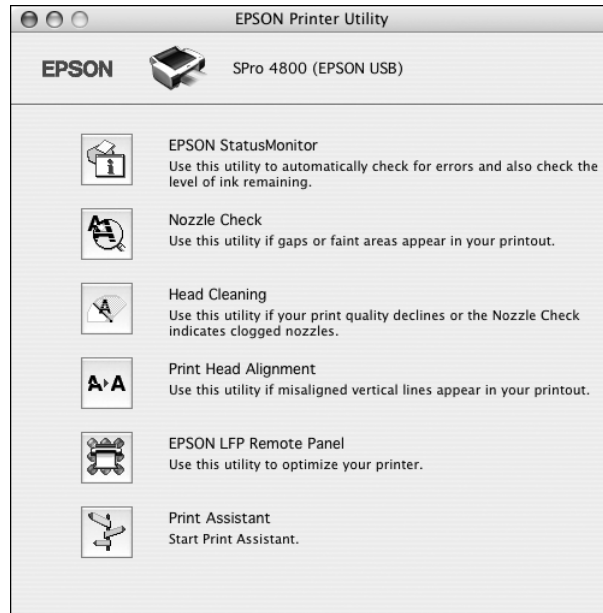 EPSON Printer Utility
EPSON
SPro 4800 (EPSON USB)
EPSON StatusMonitor
Use this utility to automatically check for errors and also check the
level of ink remaining.
Nozzle Check
Use this utility if gaps or faint areas appear in your printout.
Head Cleaning
Use this utility if your print quality declines or the Nozzle Check
indicates clogged nozzles.
Print Head Alignment
Use this utility if misaligned vertical lines appear in your printout.
EPSON LFP Remote Panel
Use this utility to optimize your printer.
Print Assistant
Start Print Assistant.